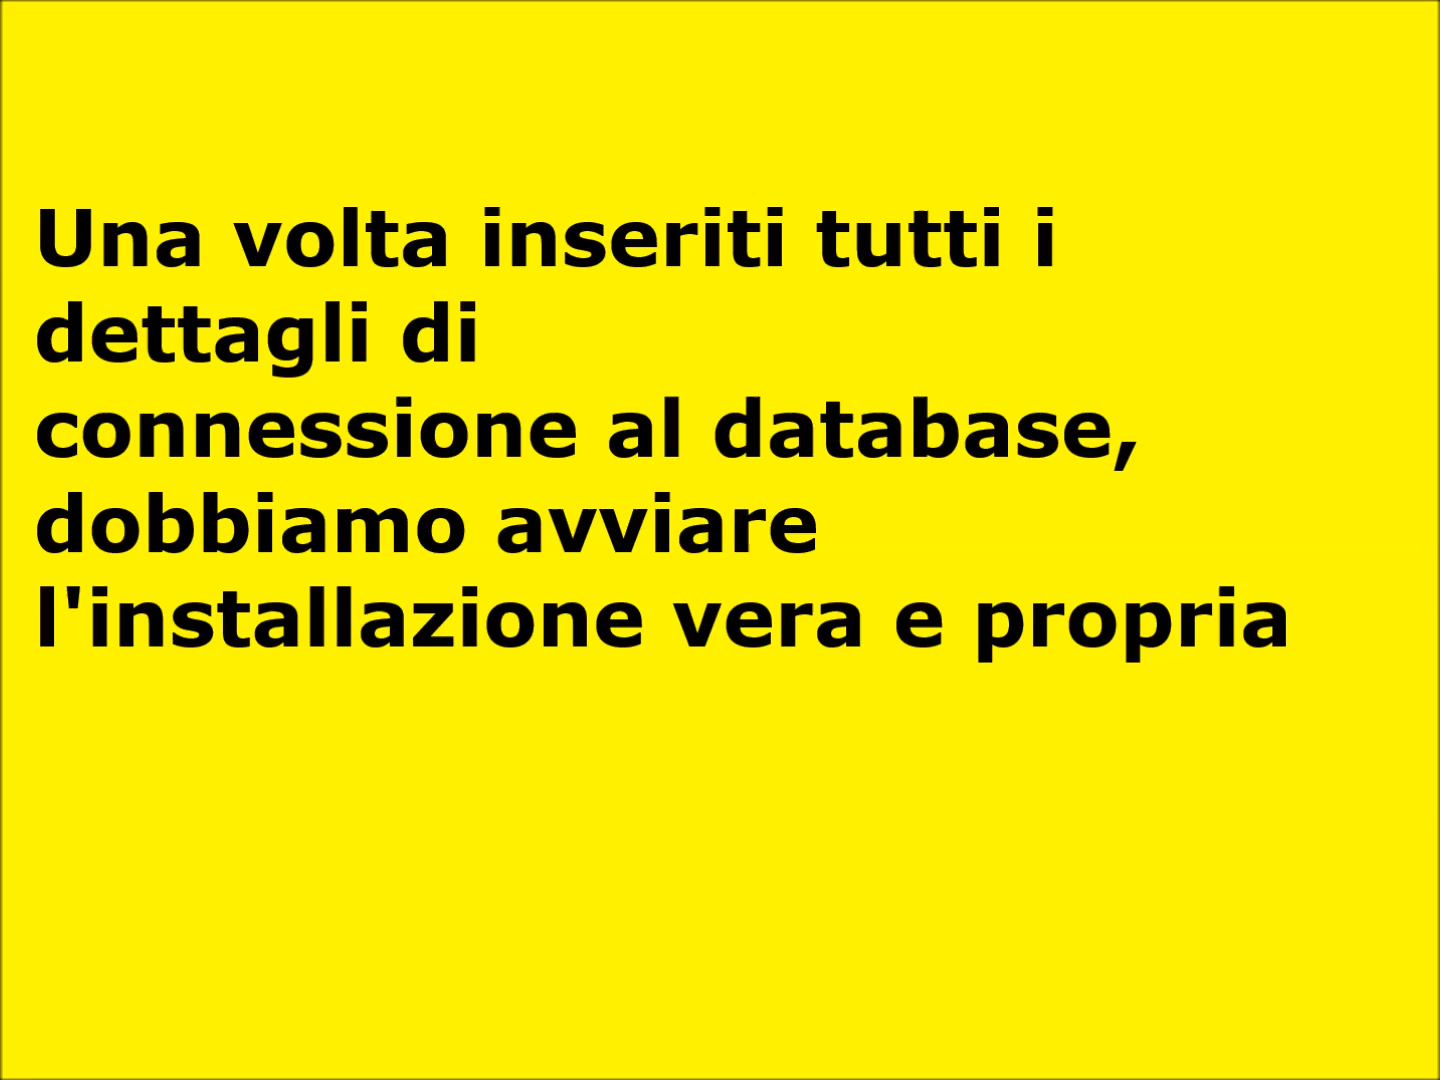 Una volta inseriti tutti i
dettagli di
connessione al database,
dobbiamo avviare
l'installazione vera e propria